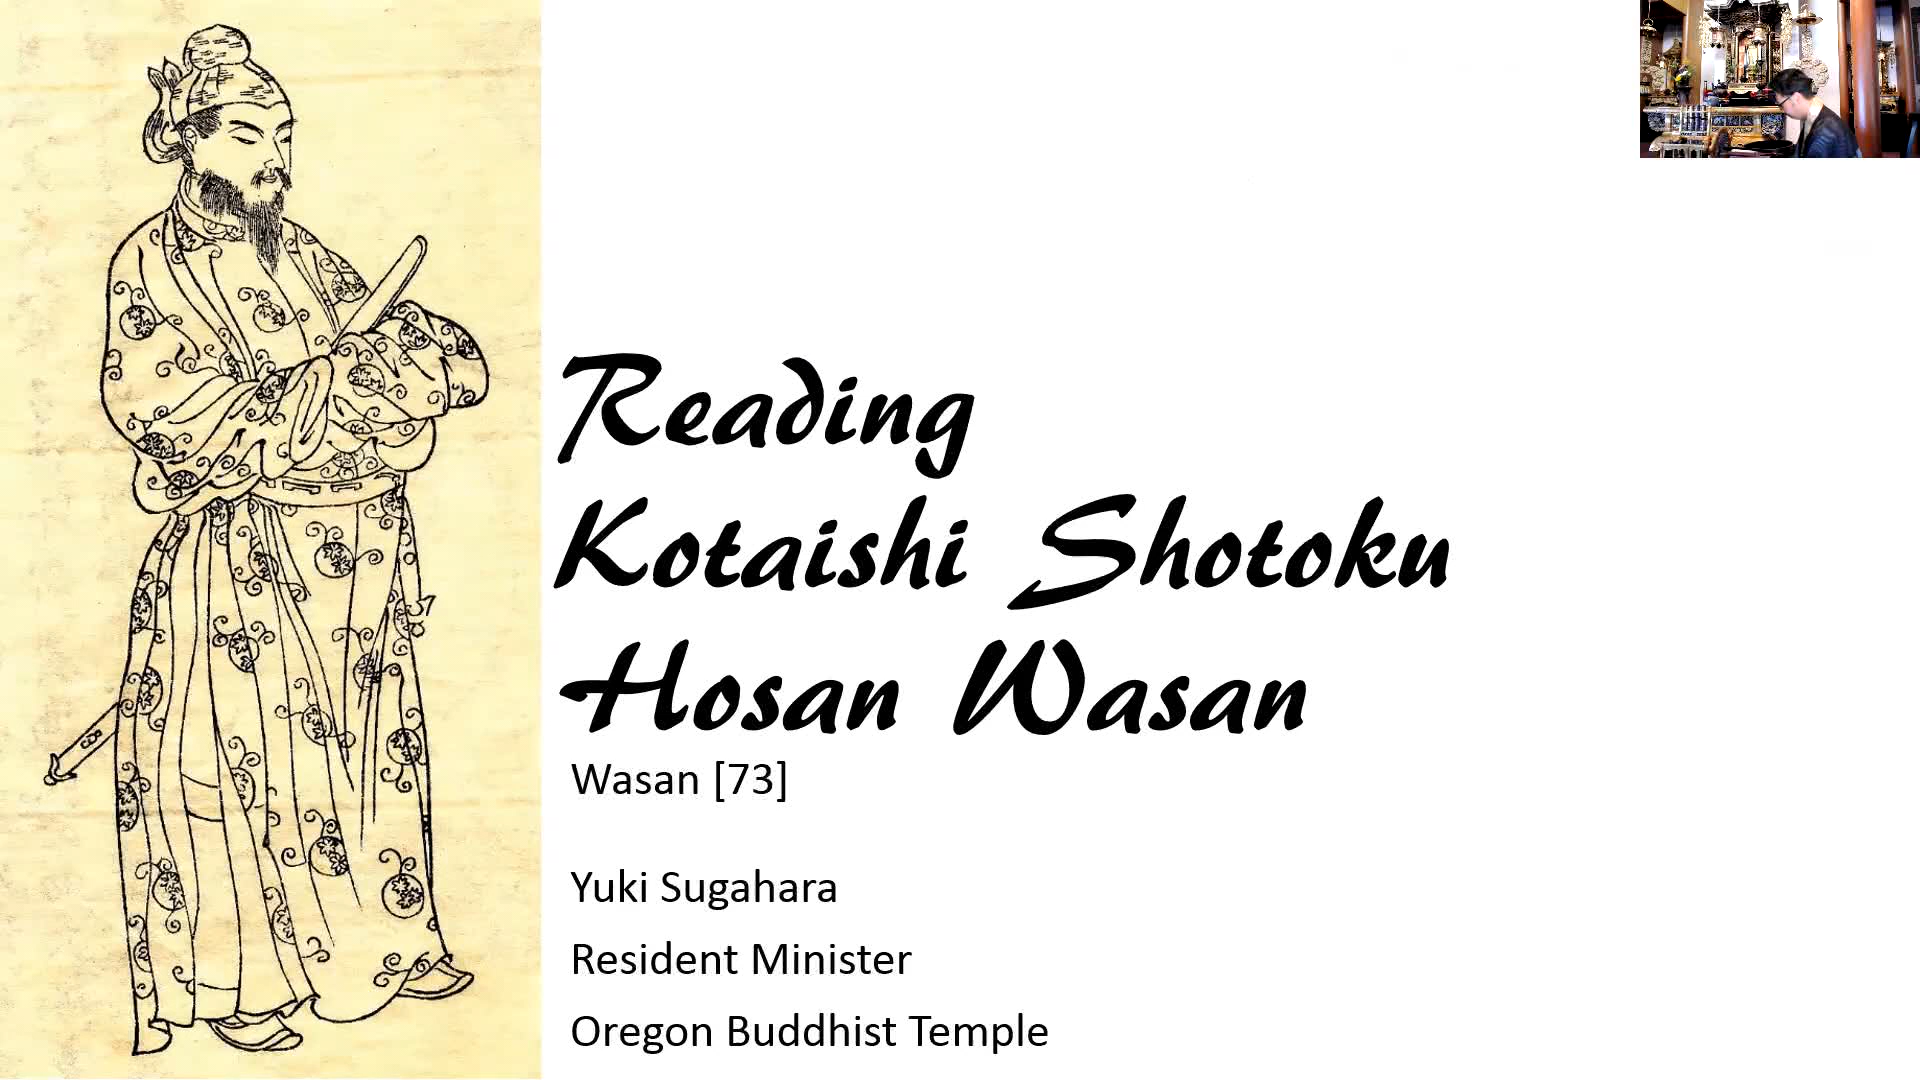 Reading
Kotaishi Shotoku
Hosan Wasan
Wasan [73]
Yuki Sugahara
Resident Minister
Oregon Buddhist Temple